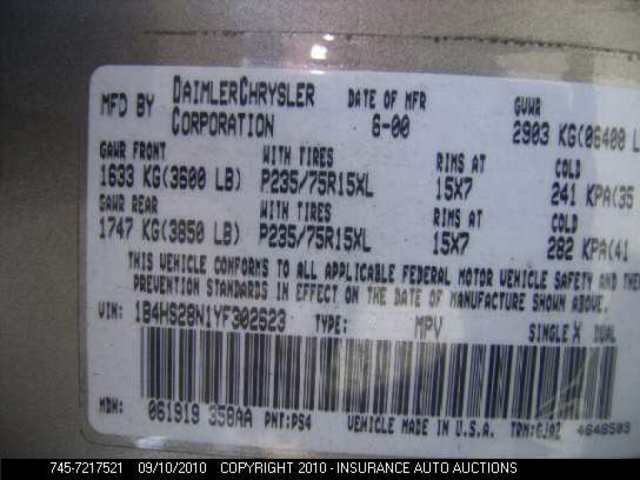 MFD BY DAIMLERCHRYSLER CORPORATION DATE OF MFR 6-00 GVWR 2903 KG(06400 L
GAWR FRONT WITH TIRES RIMS AT COLD
1633 KG(3600 LB) P235/75R15XL 15X7 241 KPA(35
GAWR REAR WITH TIRES RIMS AT COLD
1747 KG(3850 LB) P235/75R15XL 15X7 282 KPA(41
THIS VEHICLE CONFORMS TO ALL APPLICABLE FEDERAL MOTOR VEHICLE SAFETY AND THE
PREVENTION STANDARDS IN EFFECT ON THE DATE OF MANUFACTURE SHOWN ABOVE.
VIN: 1B4HS28N1YF302623 TYPE: MPV SINGLE X DUAL
MDH: 061919 358AA PNT:PS4 VEHICLE MADE IN U.S.A. TRM: 4648503
745-7217521 09/10/2010 COPYRIGHT 2010 - INSURANCE AUTO AUCTIONS